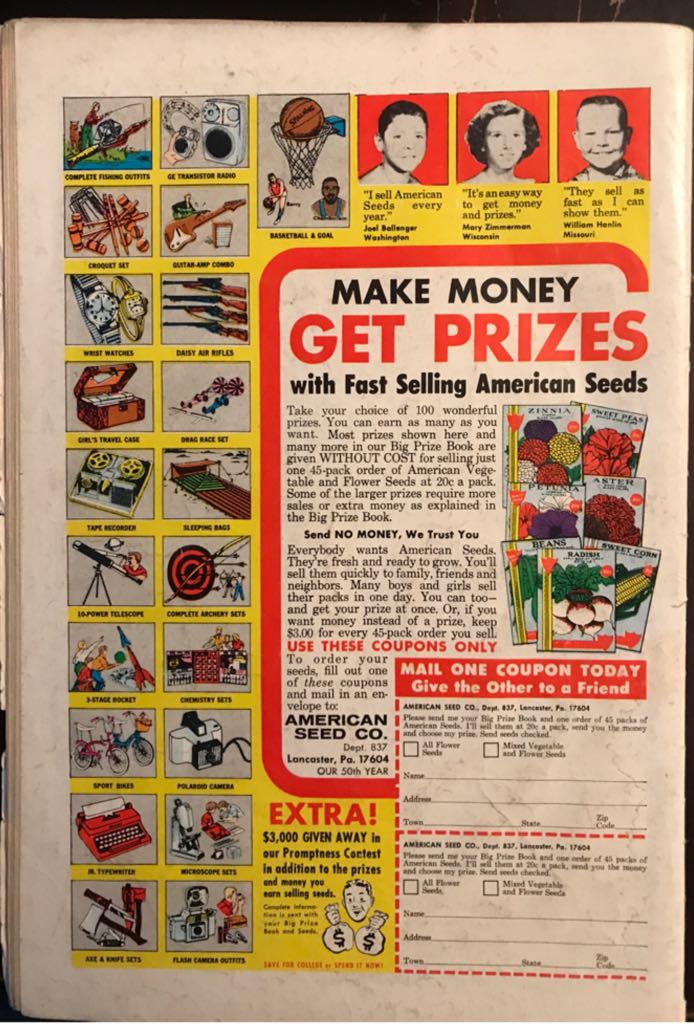 COMPLETE FISHING OUTFITS
GE TRANSISTOR RADIO
SPALDING
BASKETBALL & GOAL
"I sell American
Seeds every
year."
Joel Ballenger
Washington
"It's an easy way
to get money
and prizes."
Mary Zimmerman
Wisconsin
"They sell as
fast as I can
show them."
William Hanlin
Missouri
CROQUET SET
GUITAR-AMP COMBO
WRIST WATCHES
DAISY AIR RIFLES
GIRL'S TRAVEL CASE
DRAG RACE SET
TAPE RECORDER
SLEEPING BAGS
10-POWER TELESCOPE
COMPLETE ARCHERY SETS
3-STAGE ROCKET
CHEMISTRY SETS
SPORT BIKES
POLAROID CAMERA
JR. TYPEWRITER
MICROSCOPE SETS
AXE & KNIFE SETS
FLASH CAMERA OUTFITS
MAKE MONEY
GET PRIZES
with Fast Selling American Seeds
Take your choice of 100 wonderful
prizes. You can earn as many as you
want. Most prizes shown here and
many more in our Big Prize Book are
given WITHOUT COST for selling just
one 45-pack order of American Vege-
table and Flower Seeds at 20c a pack.
Some of the larger prizes require more
sales or extra money as explained in
the Big Prize Book.
Send NO MONEY, We Trust You
Everybody wants American Seeds.
They're fresh and ready to grow. You'll
sell them quickly to family, friends and
neighbors. Many boys and girls sell
their packs in one day. You can too—
and get your prize at once. Or, if you
want money instead of a prize, keep
$3.00 for every 45-pack order you sell.
USE THESE COUPONS ONLY
To order your
seeds, fill out one
of these coupons
and mail in an en-
velope to:
AMERICAN
SEED CO.
Dept. 837
Lancaster, Pa. 17604
OUR 50th YEAR
ZINNIA
SWEET PEAS
PETUNIA
ASTER
BEANS
RADISH
SWEET CORN
MAIL ONE COUPON TODAY
Give the Other to a Friend
AMERICAN SEED CO., Dept. 837, Lancaster, Pa. 17604
Please send me your Big Prize Book and one order of 45 packs of
American Seeds. I'll sell them at 20c a pack, send you the money
and choose my prize. Send seeds checked.
All Flower
Seeds
Mixed Vegetable
and Flower Seeds
Name
Address
Town State Zip
Code
AMERICAN SEED CO., Dept. 837, Lancaster, Pa. 17604
Please send me your Big Prize Book and one order of 45 packs of
American Seeds. I'll sell them at 20c a pack, send you the money
and choose my prize. Send seeds checked.
All Flower
Seeds
Mixed Vegetable
and Flower Seeds
Name
Address
Town State Zip
Code
EXTRA!
$3,000 GIVEN AWAY in
our Promptness Contest
in addition to the prizes
and money you
earn selling seeds.
Complete informa-
tion is sent with
your Big Prize
Book and Seeds.
$ $
SAVE FOR COLLEGE or SPEND IT NOW!